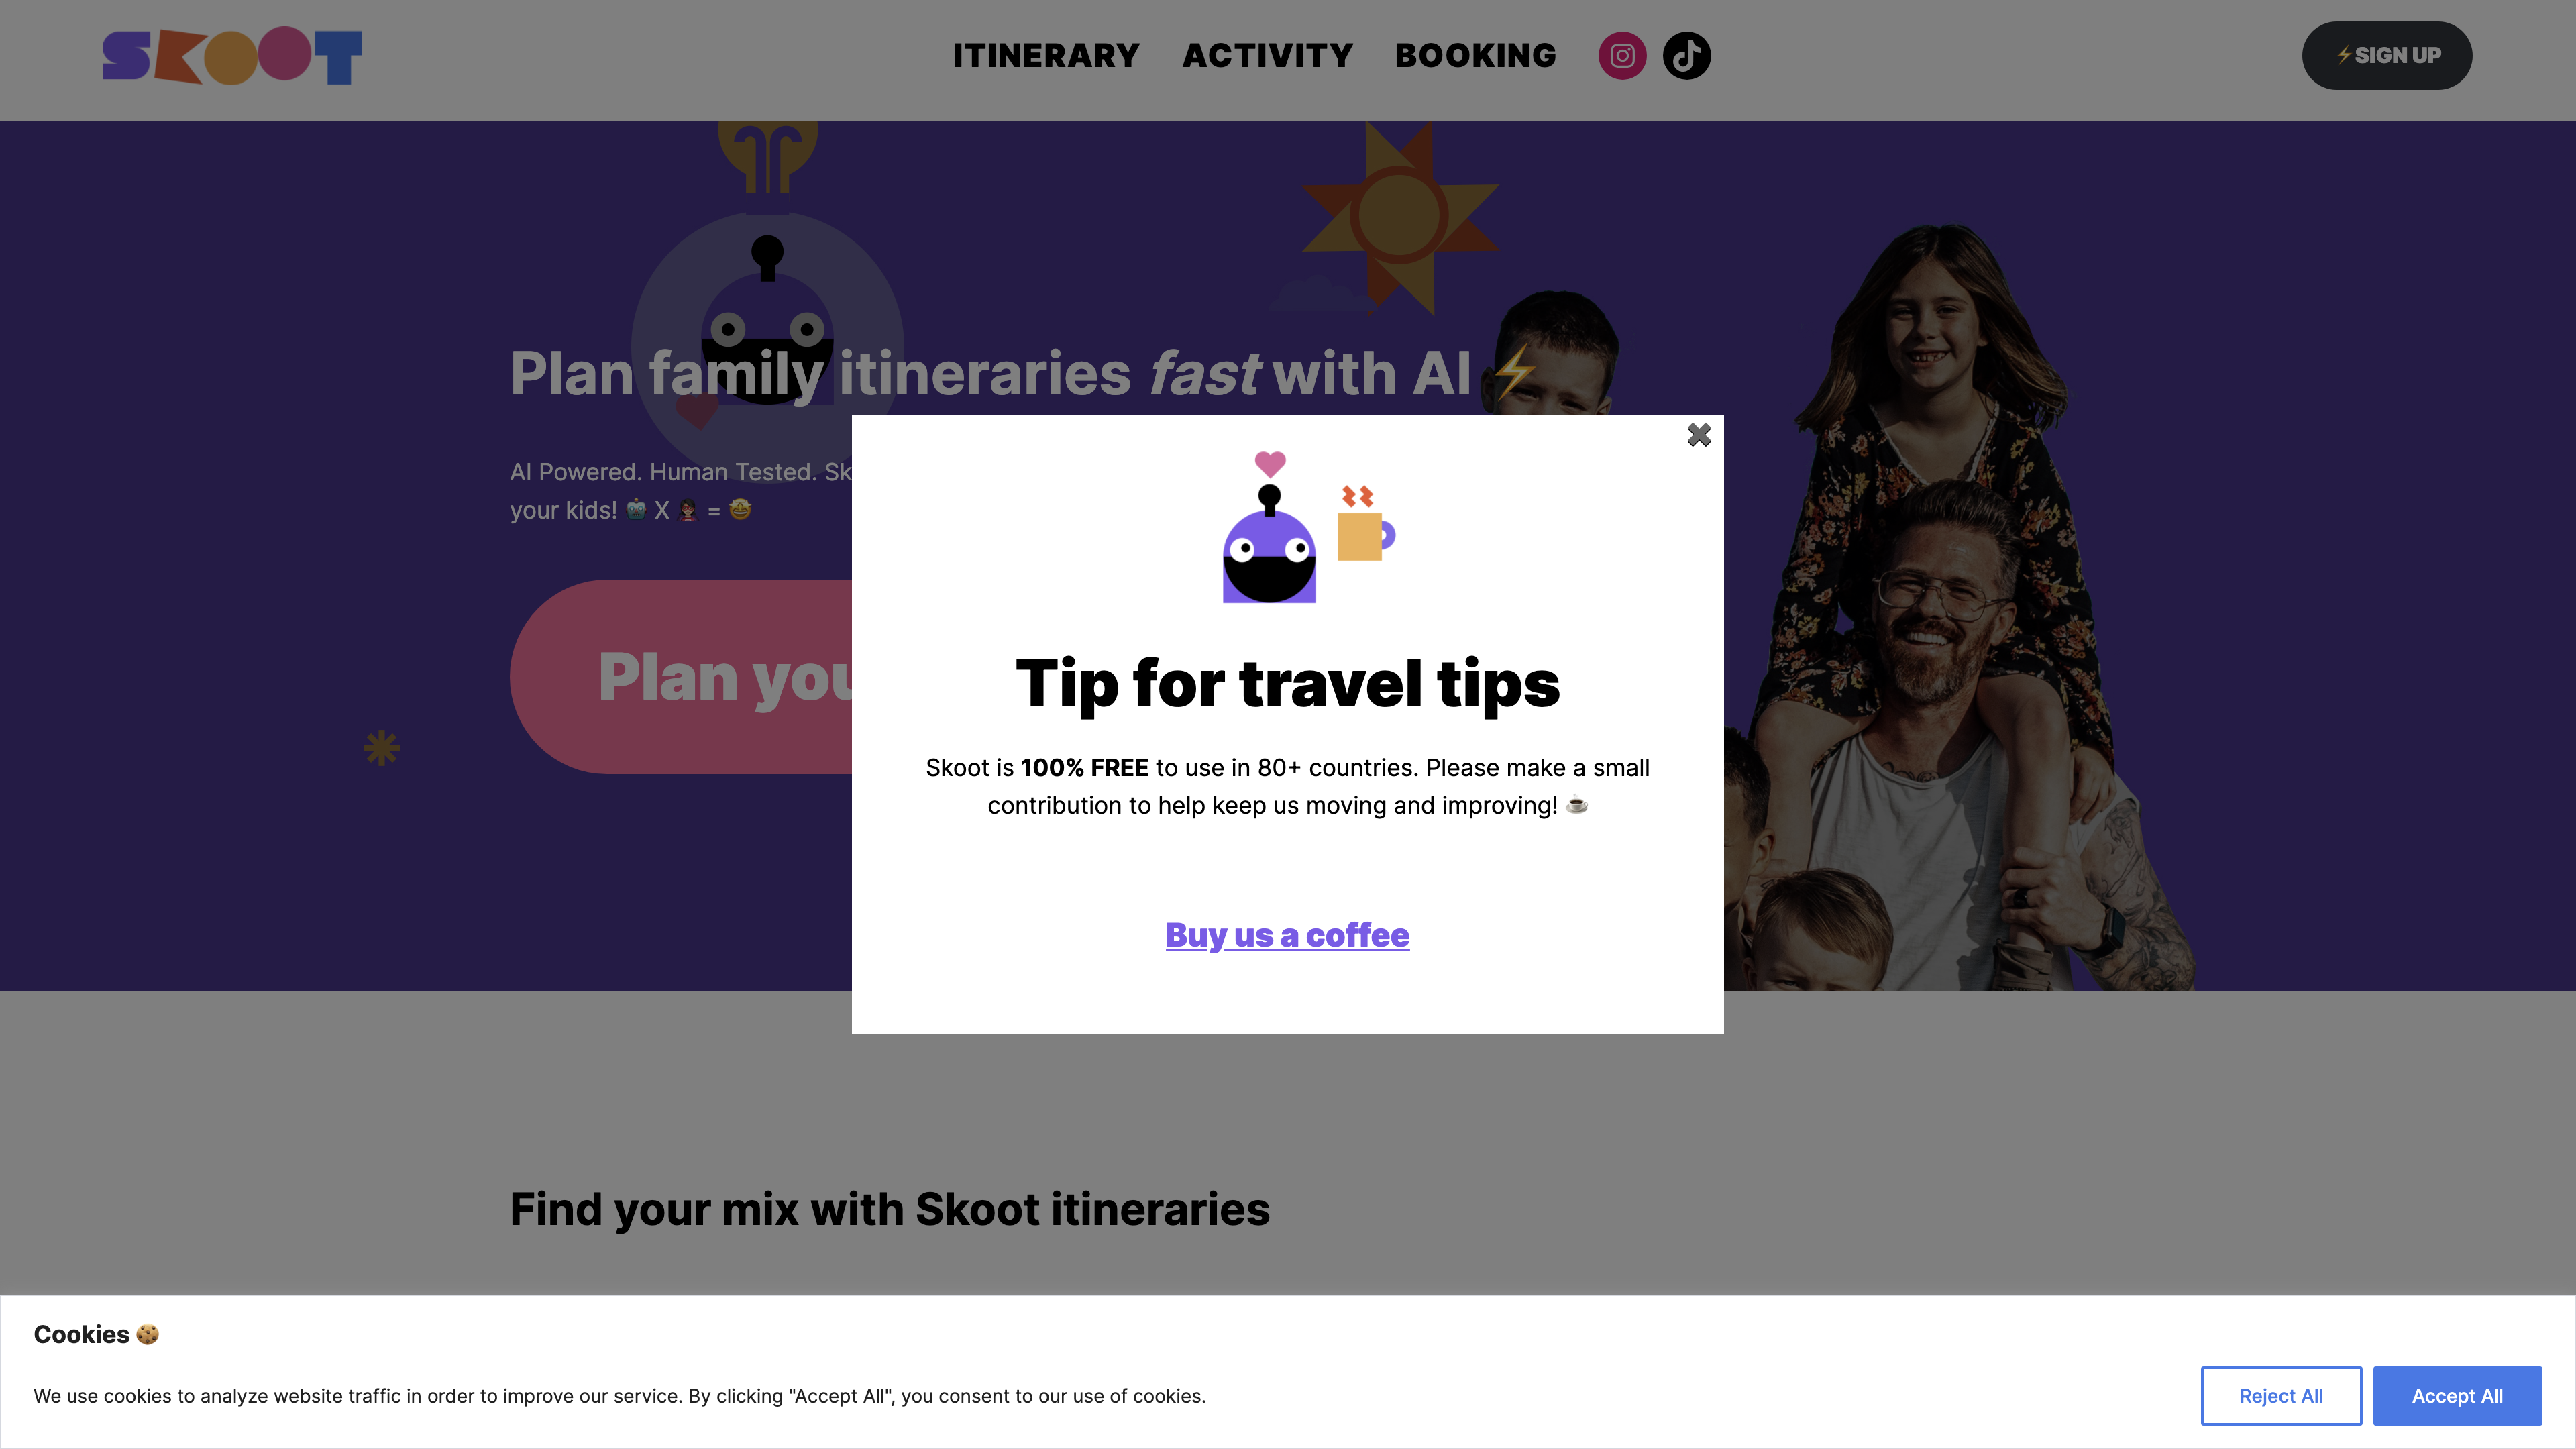 SKOOT
ITINERARY ACTIVITY BOOKING
⚡SIGN UP
Plan family itineraries fast with AI ⚡
AI Powered. Human Tested. Sk
your kids! 🤖 X 🦸 = 🤩
Plan you
✖
Tip for travel tips
Skoot is 100% FREE to use in 80+ countries. Please make a small
contribution to help keep us moving and improving! ☕
Buy us a coffee
Find your mix with Skoot itineraries
Cookies 🍪
We use cookies to analyze website traffic in order to improve our service. By clicking "Accept All", you consent to our use of cookies.
Reject All
Accept All